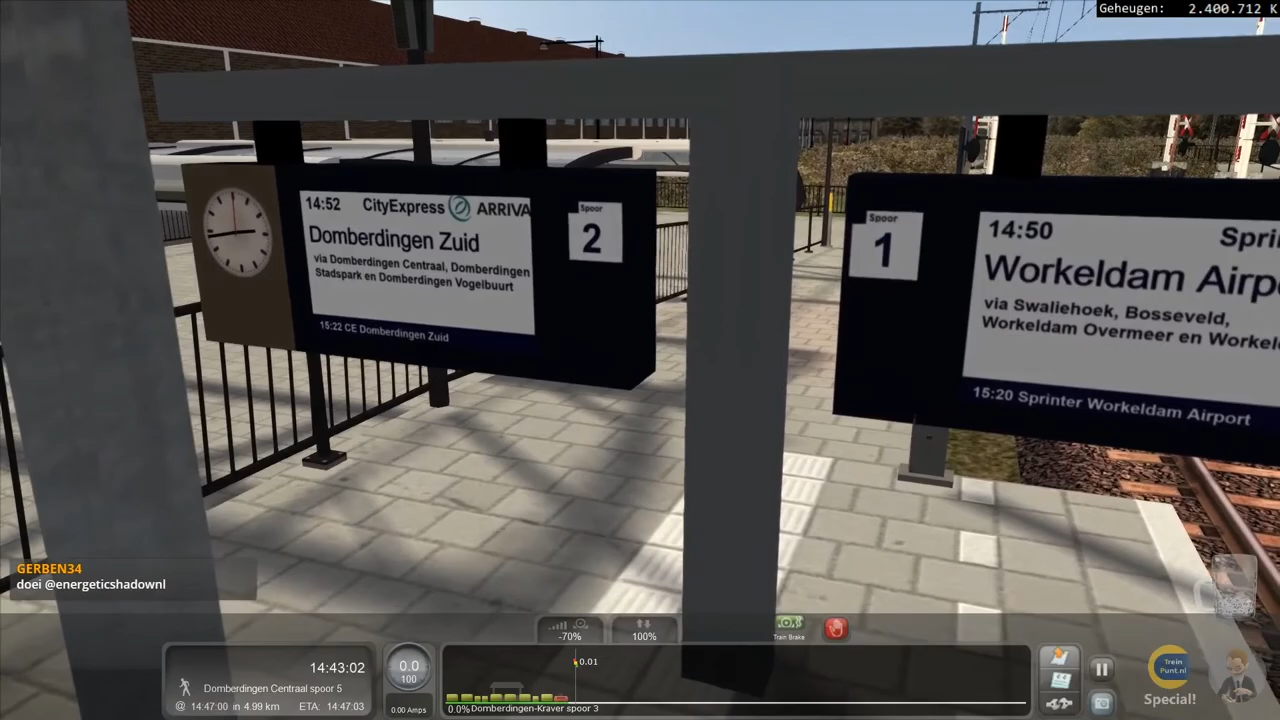 Geheugen: 2.400.712 K
14:52 CityExpress ARRIVA
Domberdingen Zuid
via Domberdingen Centraal, Domberdingen
Stadspark en Domberdingen Vogelbuurt
15:22 CE Domberdingen Zuid
Spoor
2
Spoor
1
14:50 Sprin
Workeldam Airpo
via Swaliehoek, Bosseveld,
Workeldam Overmeer en Workel
15:20 Sprinter Workeldam Airport
GERBEN34
doei @energeticshadownl
-70%
100%
Train Brake
14:43:02
Domberdingen Centraal spoor 5
@ 14:47:00 in 4.99 km ETA: 14:47:03
0.0
100
0.00 Amps
0.01
0.0% Domberdingen-Kraver spoor 3
Trein
Punt.nl
Special!